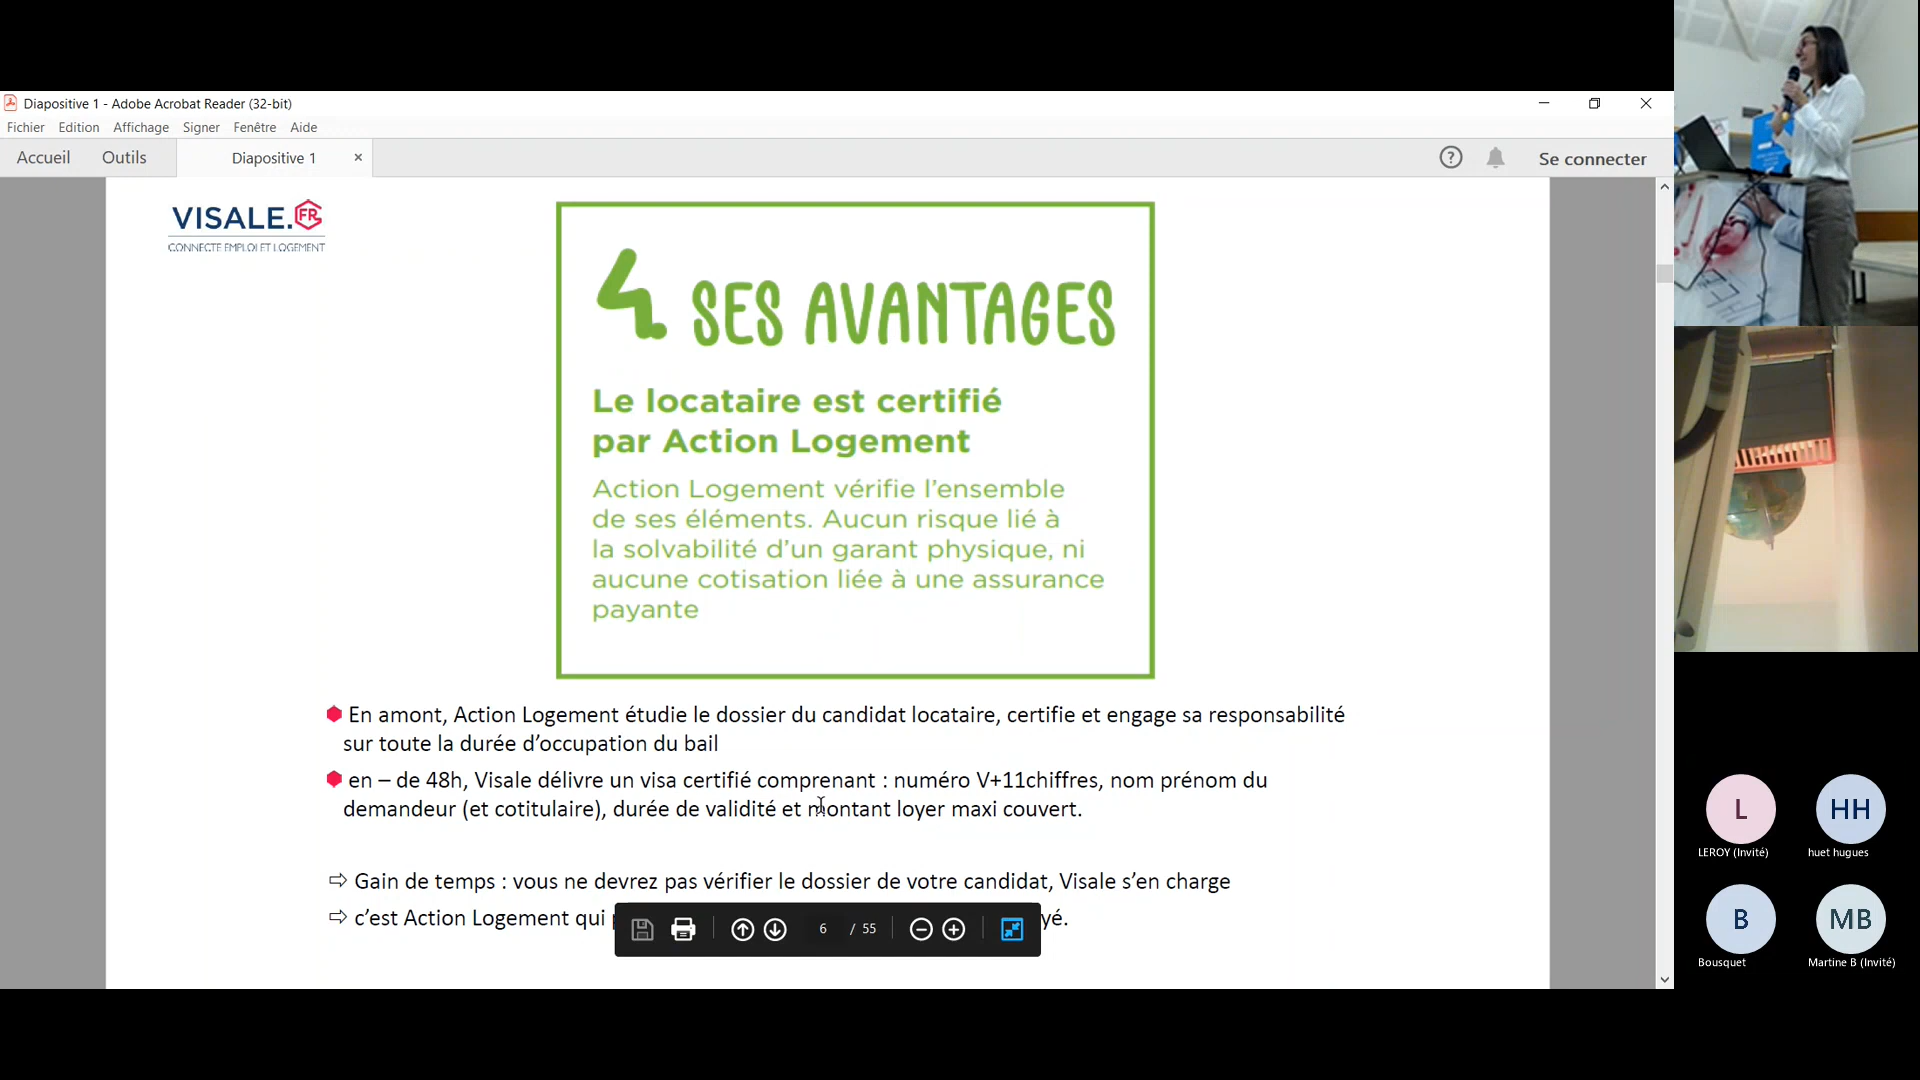 Diapositive 1 - Adobe Acrobat Reader (32-bit)
Fichier Edition Affichage Signer Fenêtre Aide
Accueil Outils Diapositive 1 Se connecter
VISALE.FR
CONNECTE EMPLOI ET LOGEMENT
4 SES AVANTAGES
Le locataire est certifié
par Action Logement
Action Logement vérifie l'ensemble
de ses éléments. Aucun risque lié à
la solvabilité d'un garant physique, ni
aucune cotisation liée à une assurance
payante
En amont, Action Logement étudie le dossier du candidat locataire, certifie et engage sa responsabilité
sur toute la durée d'occupation du bail
en – de 48h, Visale délivre un visa certifié comprenant : numéro V+11chiffres, nom prénom du
demandeur (et cotitulaire), durée de validité et montant loyer maxi couvert.
⇨ Gain de temps : vous ne devrez pas vérifier le dossier de votre candidat, Visale s'en charge
⇨ c'est Action Logement qui yé.
6 / 55
L HH
LEROY (Invité) huet hugues
B MB
Bousquet Martine B (Invité)